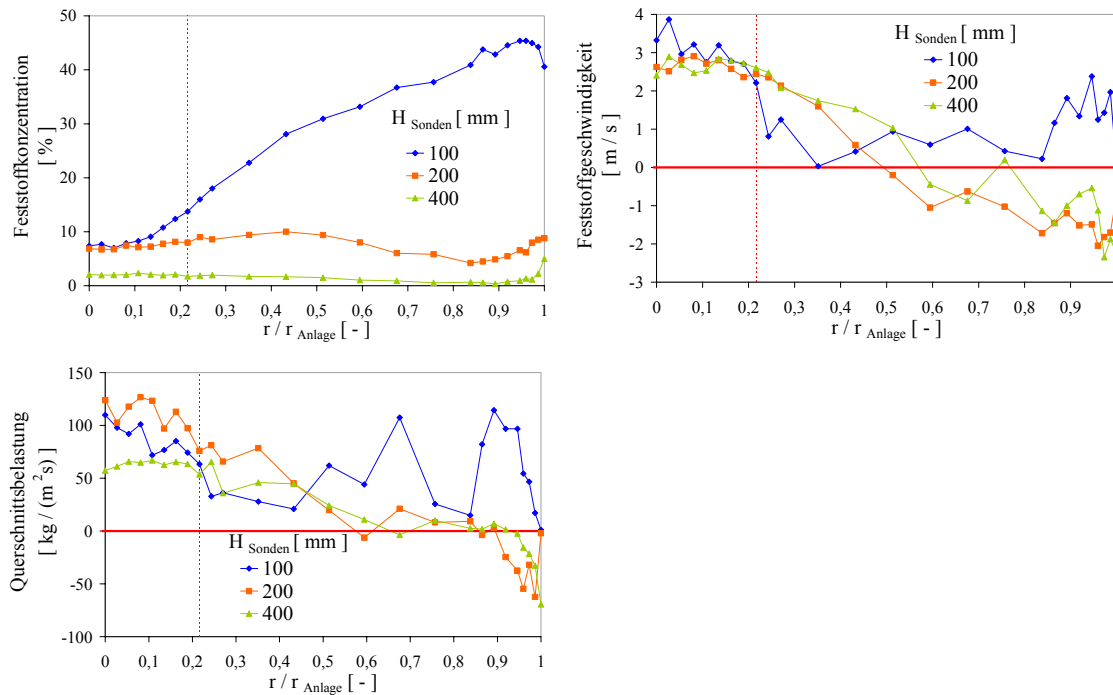 Feststoffkonzentration
[ % ]
50
40
30
20
10
0
H Sonden [ mm ]
100
200
400
0 0,1 0,2 0,3 0,4 0,5 0,6 0,7 0,8 0,9 1
r / r Anlage [ - ]
Feststoffgeschwindigkeit
[ m / s ]
4
3
2
1
0
-1
-2
-3
H Sonden [ mm ]
100
200
400
0 0,1 0,2 0,3 0,4 0,5 0,6 0,7 0,8 0,9
r / r Anlage [ - ]
Querschnittsbelastung
[ kg / (m²s) ]
150
100
50
0
-50
-100
H Sonden [ mm ]
100
200
400
0 0,1 0,2 0,3 0,4 0,5 0,6 0,7 0,8 0,9 1
r / r Anlage [ - ]